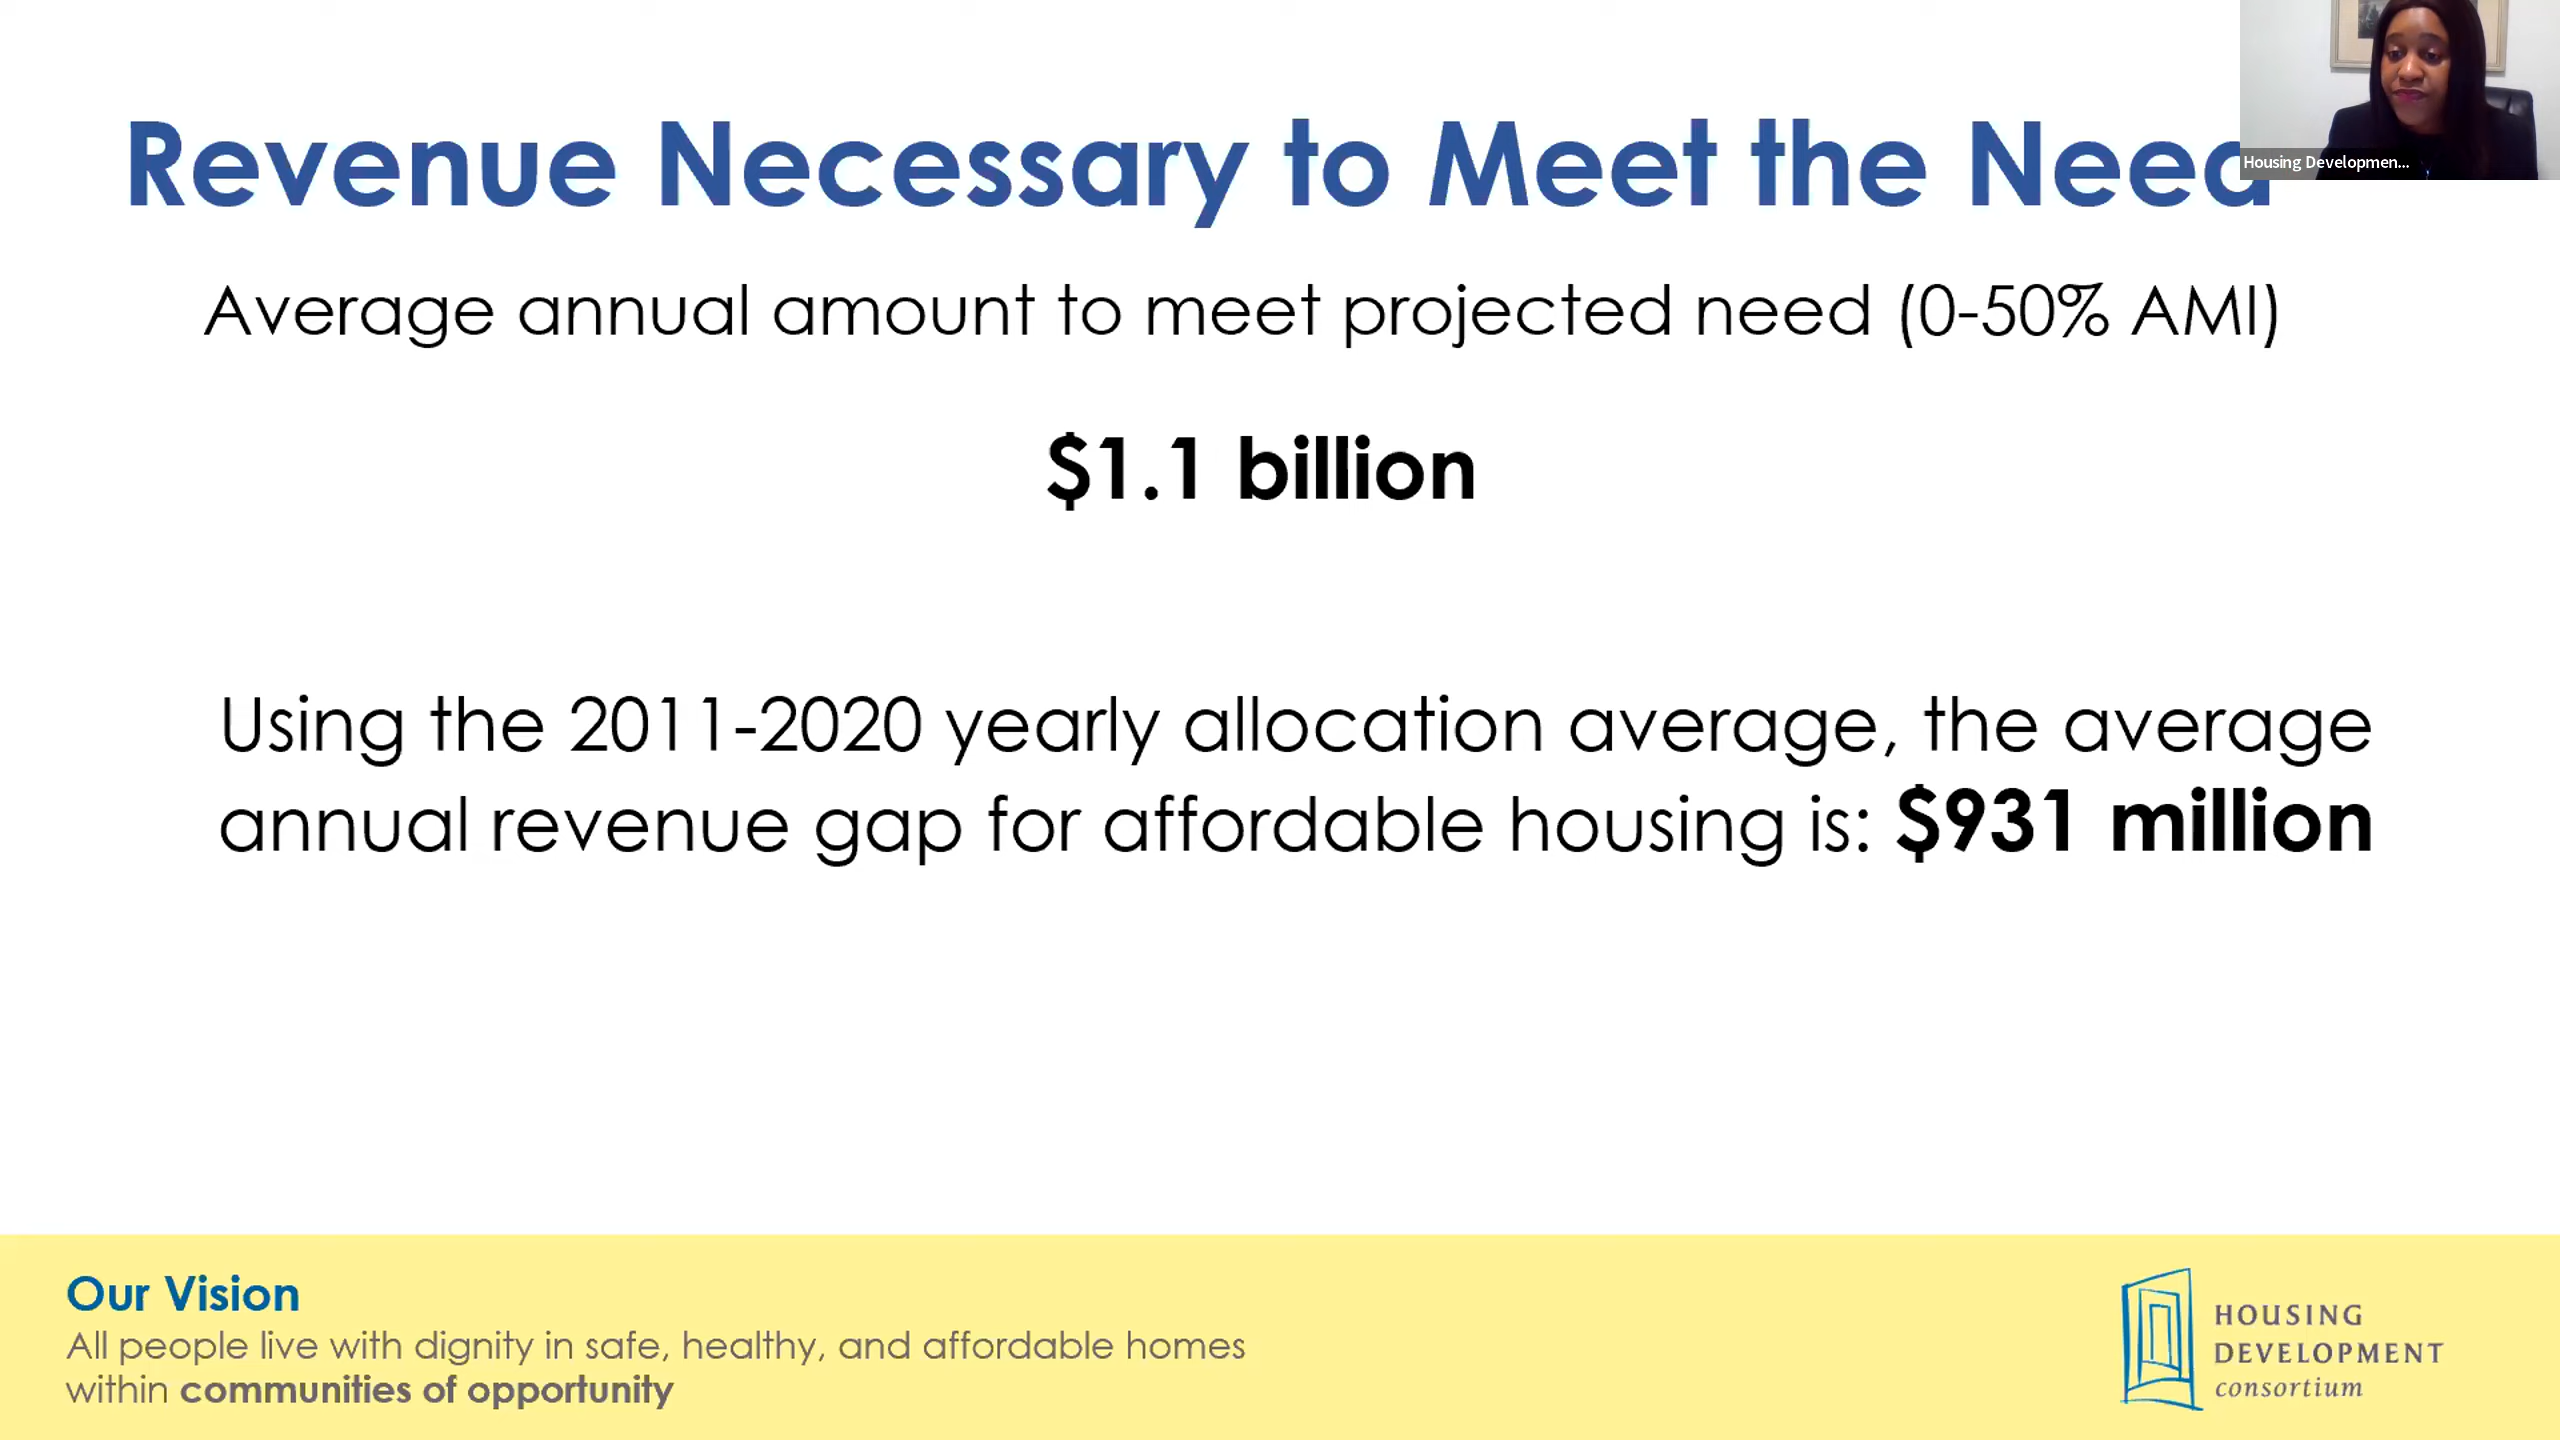 Revenue Necessary to Meet the Need
Housing Developmen...
Average annual amount to meet projected need (0-50% AMI)
$1.1 billion
Using the 2011-2020 yearly allocation average, the average
annual revenue gap for affordable housing is: $931 million
Our Vision
All people live with dignity in safe, healthy, and affordable homes
within communities of opportunity
HOUSING
DEVELOPMENT
consortium